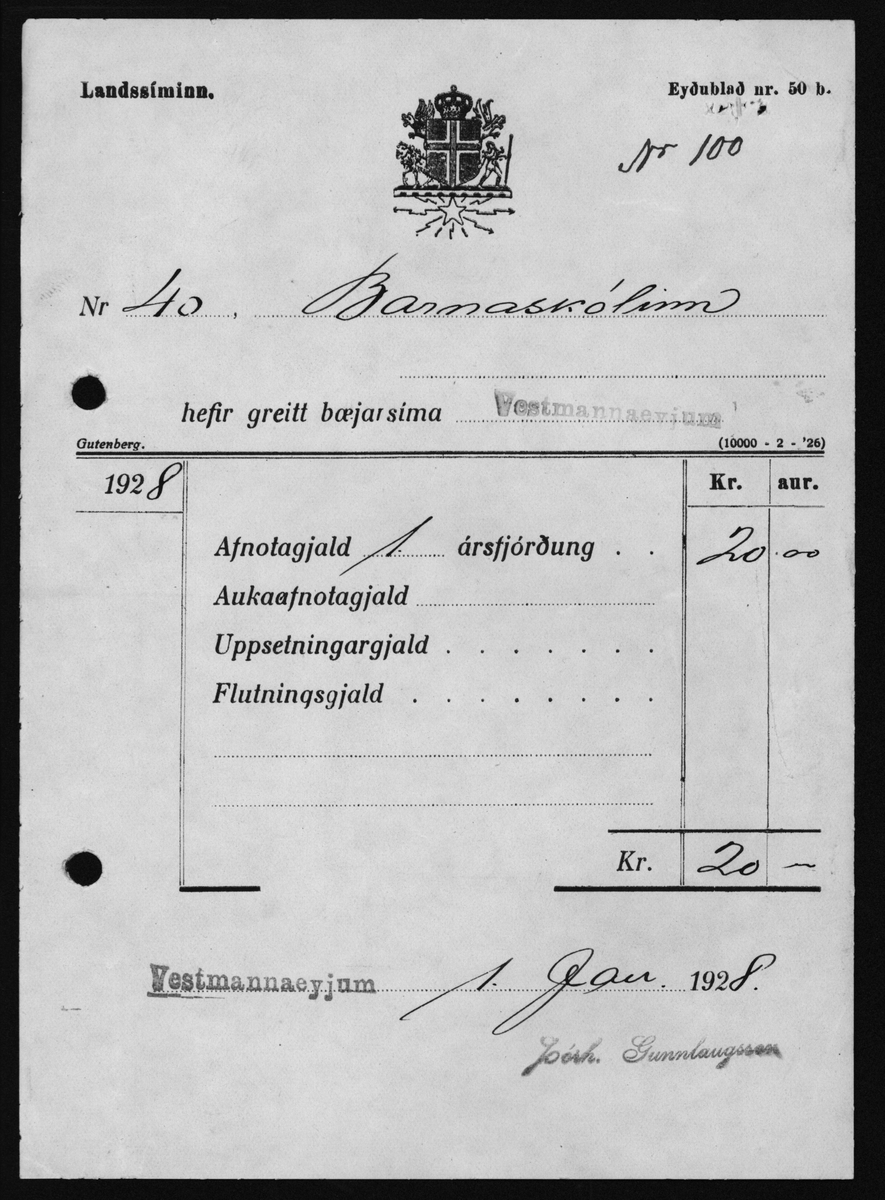 Landssíminn.
Eyðublað nr. 50 b.
Nr 100
Nr 40, Barnaskólinn
hefir greitt bæjarsíma Vestmannaeyjum
Gutenberg.
(10000 - 2 - '26)
1928
Kr. aur.
Afnotagjald 1. ársfjórðung . . 20.00
Aukaafnotagjald
Uppsetningargjald . . . . . . .
Flutningsgjald . . . . . . . .
Kr. 20 —
Vestmannaeyjum 1. Jan. 1928.
Þórh. Gunnlaugsson